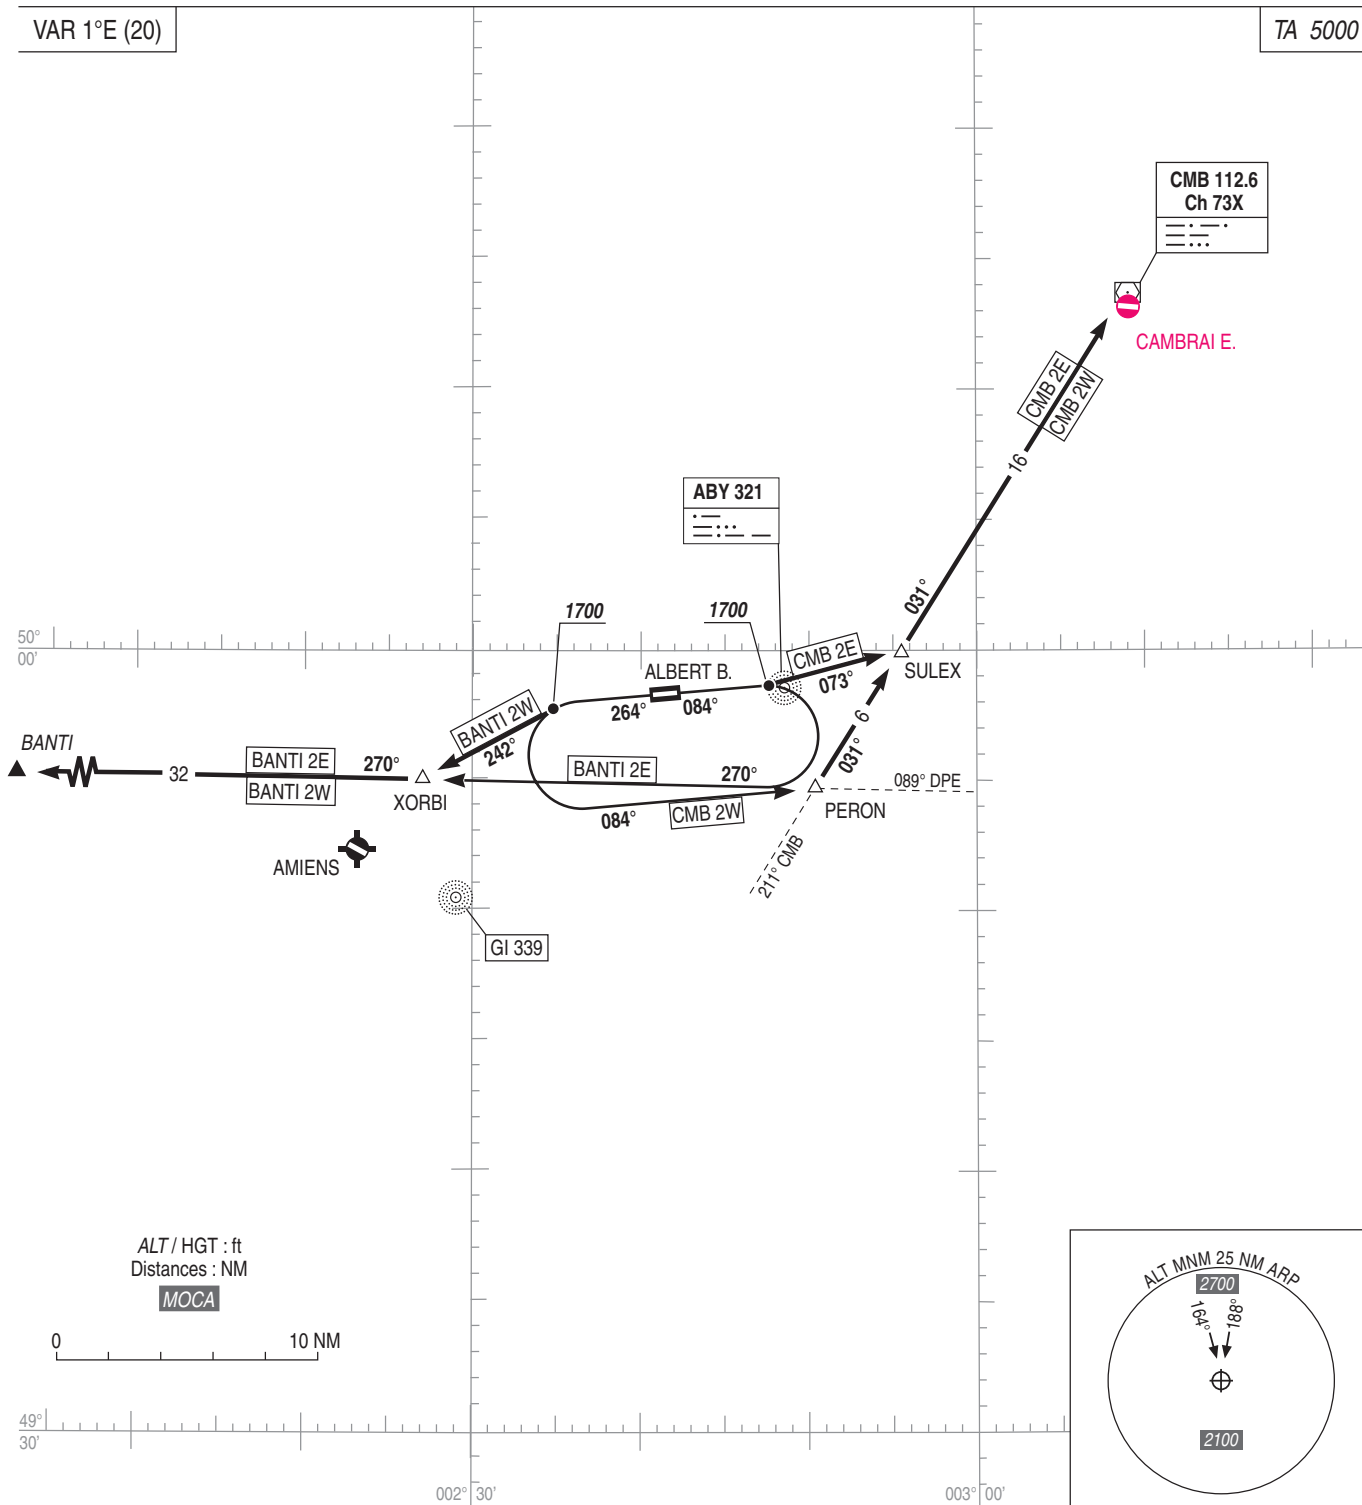 VAR 1°E (20)
TA 5000
CMB 112.6
Ch 73X
CAMBRAI E.
CMB 2E
CMB 2W
16
ABY 321
031°
1700
1700
50°
00'
ALBERT B.
CMB 2E
073°
SULEX
264°
084°
BANTI 2W
242°
6
031°
BANTI
32
BANTI 2E
BANTI 2W
270°
XORBI
BANTI 2E
270°
089° DPE
084°
CMB 2W
PERON
211° CMB
AMIENS
GI 339
ALT / HGT : ft
Distances : NM
MOCA
0
10 NM
ALT MNM 25 NM ARP
2700
164°
188°
2100
49°
30'
002° 30'
003° 00'